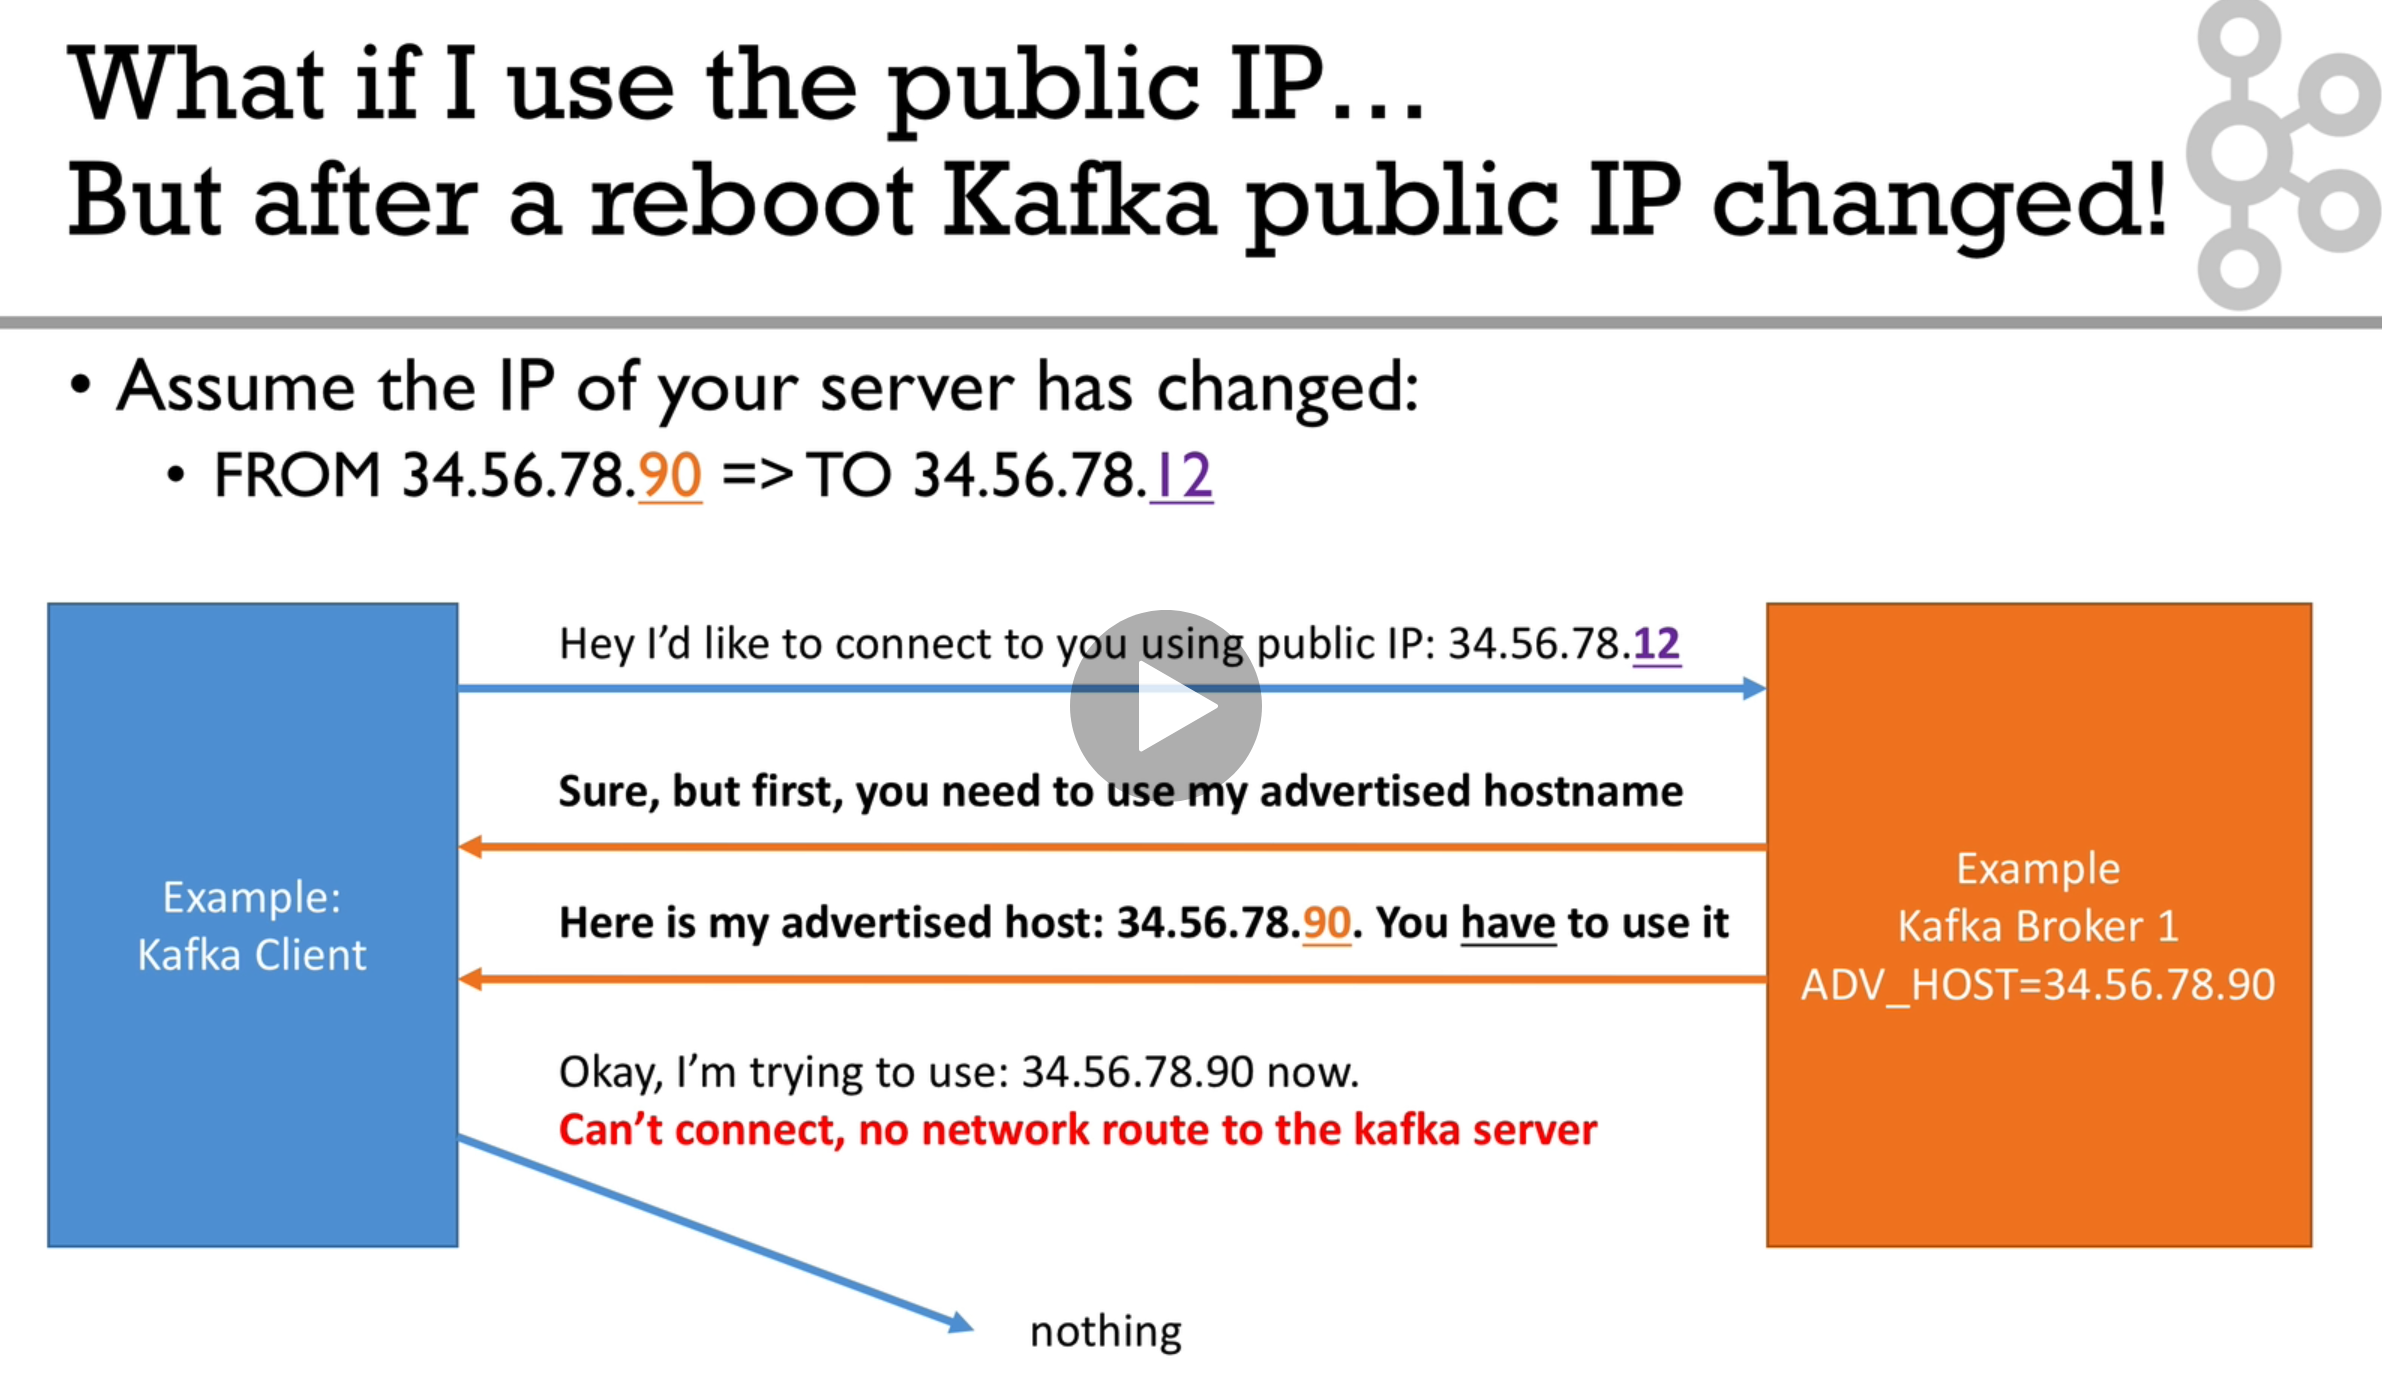 What if I use the public IP...
But after a reboot Kafka public IP changed!
• Assume the IP of your server has changed:
• FROM 34.56.78.90 => TO 34.56.78.12
Hey I’d like to connect to you using public IP: 34.56.78.12
Sure, but first, you need to use my advertised hostname
Here is my advertised host: 34.56.78.90. You have to use it
Okay, I’m trying to use: 34.56.78.90 now.
Can’t connect, no network route to the kafka server
nothing
Example:
Kafka Client
Example
Kafka Broker 1
ADV_HOST=34.56.78.90